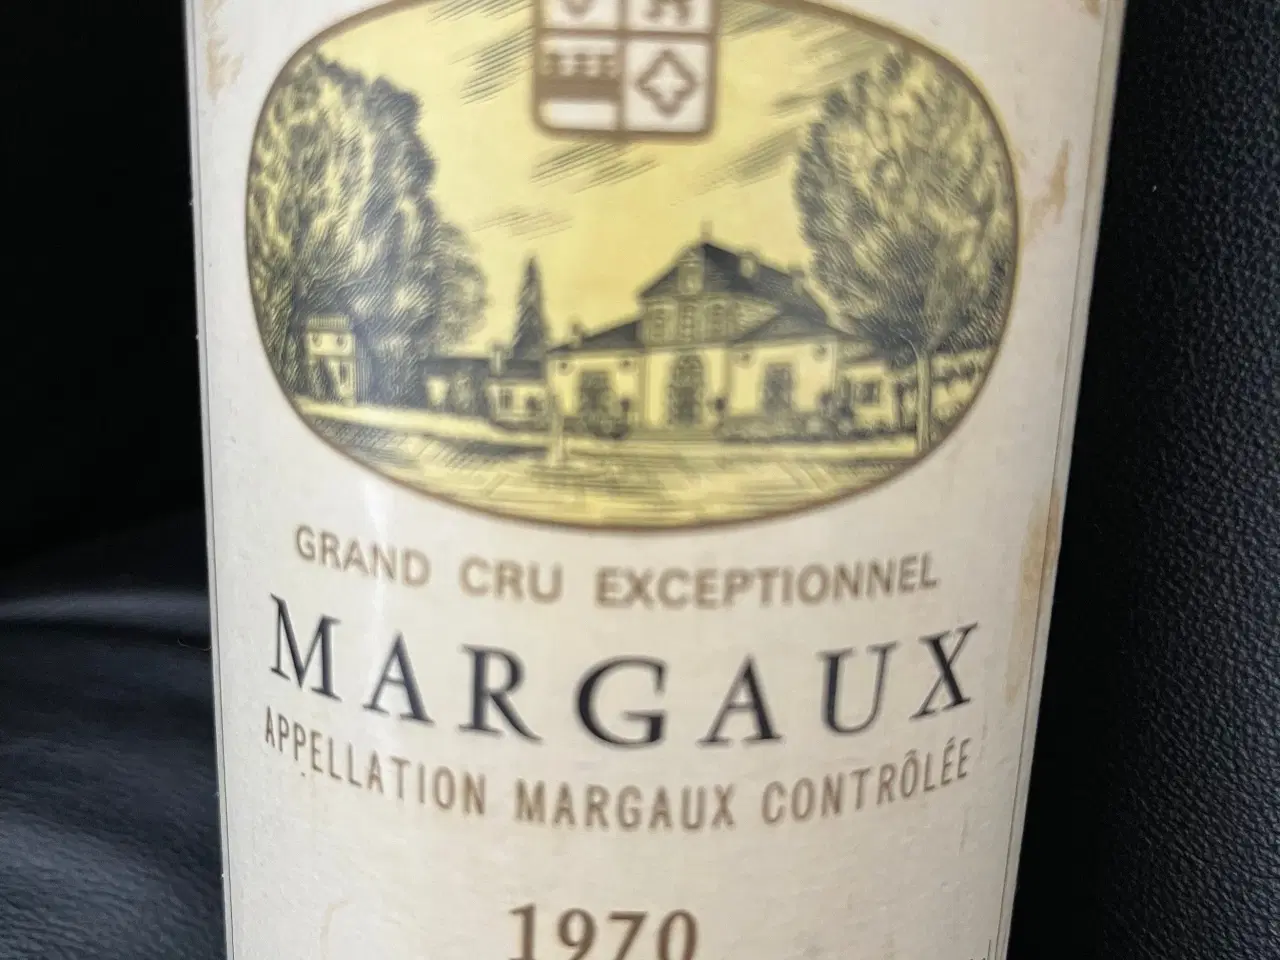 GRAND CRU EXCEPTIONNEL
MARGAUX
APPELLATION MARGAUX CONTRÔLÉE
1970